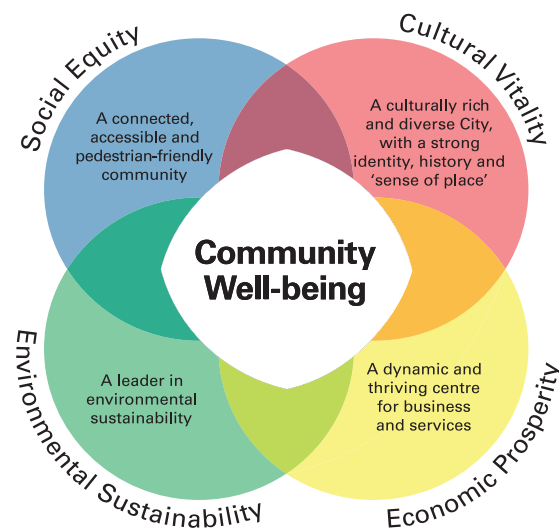 Social Equity
Cultural Vitality
A connected,
accessible and
pedestrian-friendly
community
A culturally rich
and diverse City,
with a strong
identity, history and
‘sense of place’
Community
Well-being
A leader in
environmental
sustainability
A dynamic and
thriving centre
for business
and services
Environmental Sustainability
Economic Prosperity